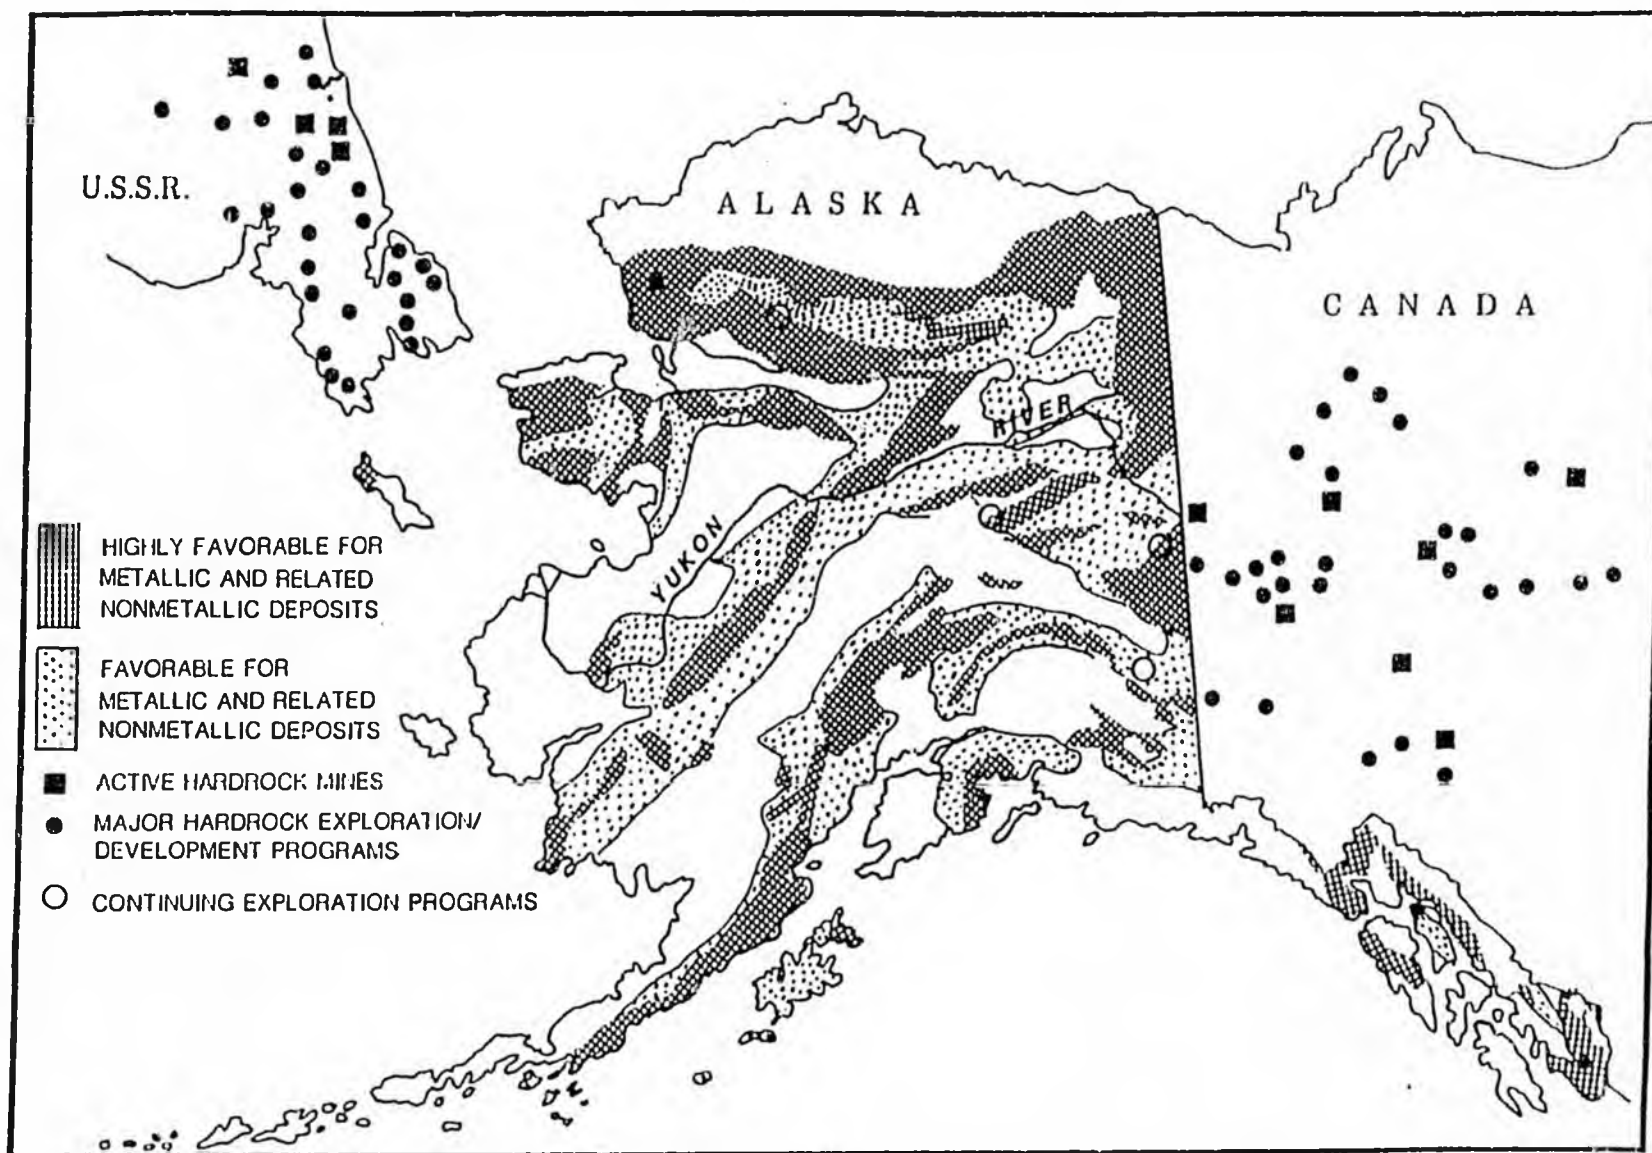 U.S.S.R.
ALASKA
CANADA
RIVER
YUKON
HIGHLY FAVORABLE FOR
METALLIC AND RELATED
NONMETALLIC DEPOSITS
FAVORABLE FOR
METALLIC AND RELATED
NONMETALLIC DEPOSITS
ACTIVE HARDROCK MINES
MAJOR HARDROCK EXPLORATION/
DEVELOPMENT PROGRAMS
CONTINUING EXPLORATION PROGRAMS